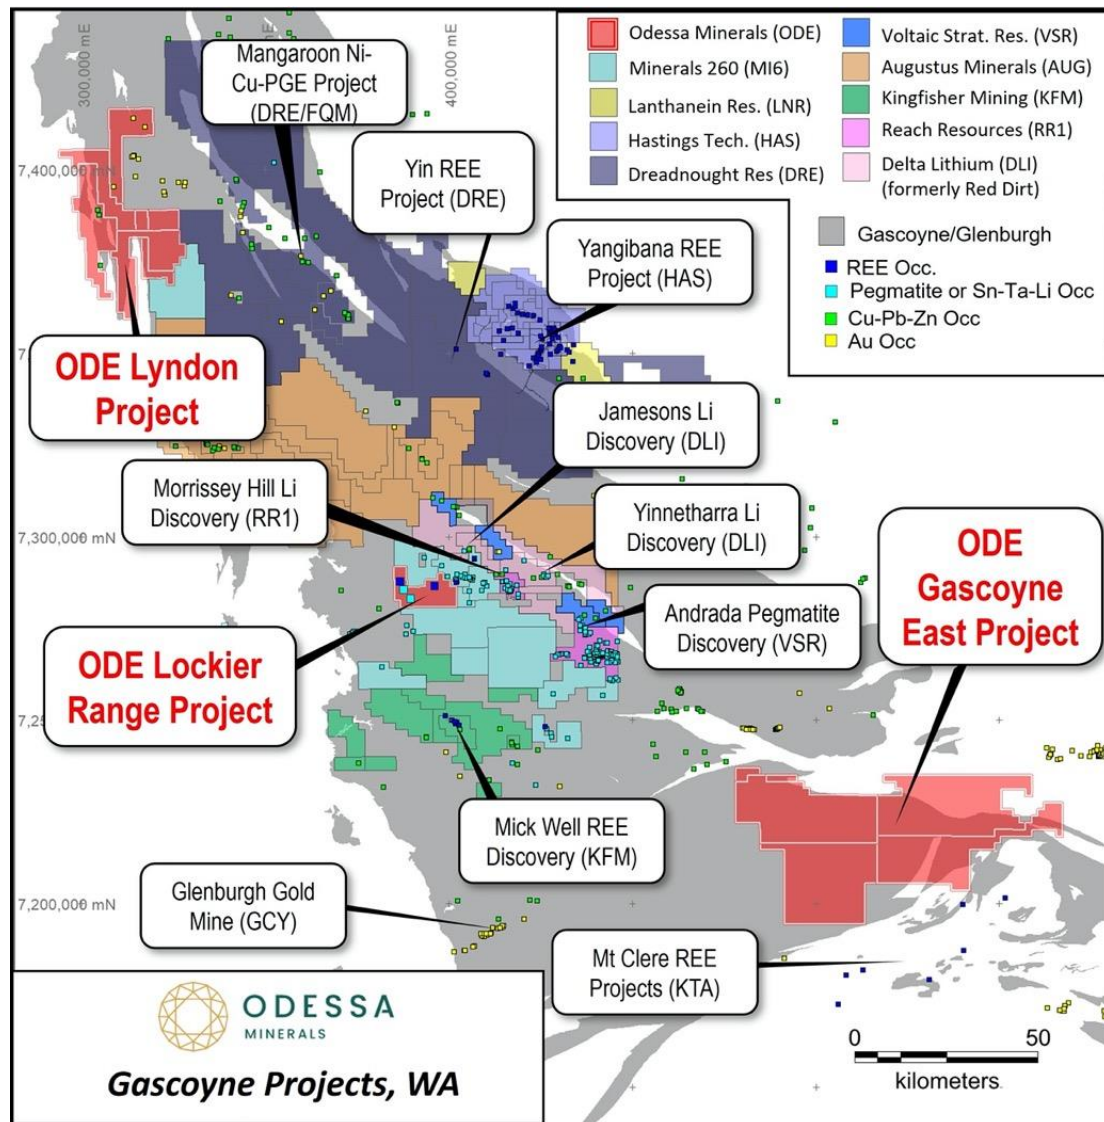 300,000 mE
400,000 mE
Mangaroon Ni-
Cu-PGE Project
(DRE/FQM)
Odessa Minerals (ODE)
Minerals 260 (MI6)
Lanthanein Res. (LNR)
Hastings Tech. (HAS)
Dreadnought Res (DRE)
Voltaic Strat. Res. (VSR)
Augustus Minerals (AUG)
Kingfisher Mining (KFM)
Reach Resources (RR1)
Delta Lithium (DLI)
(formerly Red Dirt)
Gascoyne/Glenburgh
REE Occ.
Pegmatite or Sn-Ta-Li Occ
Cu-Pb-Zn Occ
Au Occ
7,400,000 mN
Yin REE
Project (DRE)
Yangibana REE
Project (HAS)
ODE Lyndon
Project
Jamesons Li
Discovery (DLI)
Morrissey Hill Li
Discovery (RR1)
Yinnetharra Li
Discovery (DLI)
7,300,000 mN
ODE
Gascoyne
East Project
Andrada Pegmatite
Discovery (VSR)
ODE Lockier
Range Project
Mick Well REE
Discovery (KFM)
Glenburgh Gold
Mine (GCY)
7,200,000 mN
Mt Clere REE
Projects (KTA)
0 50
kilometers
ODESSA
MINERALS
Gascoyne Projects, WA